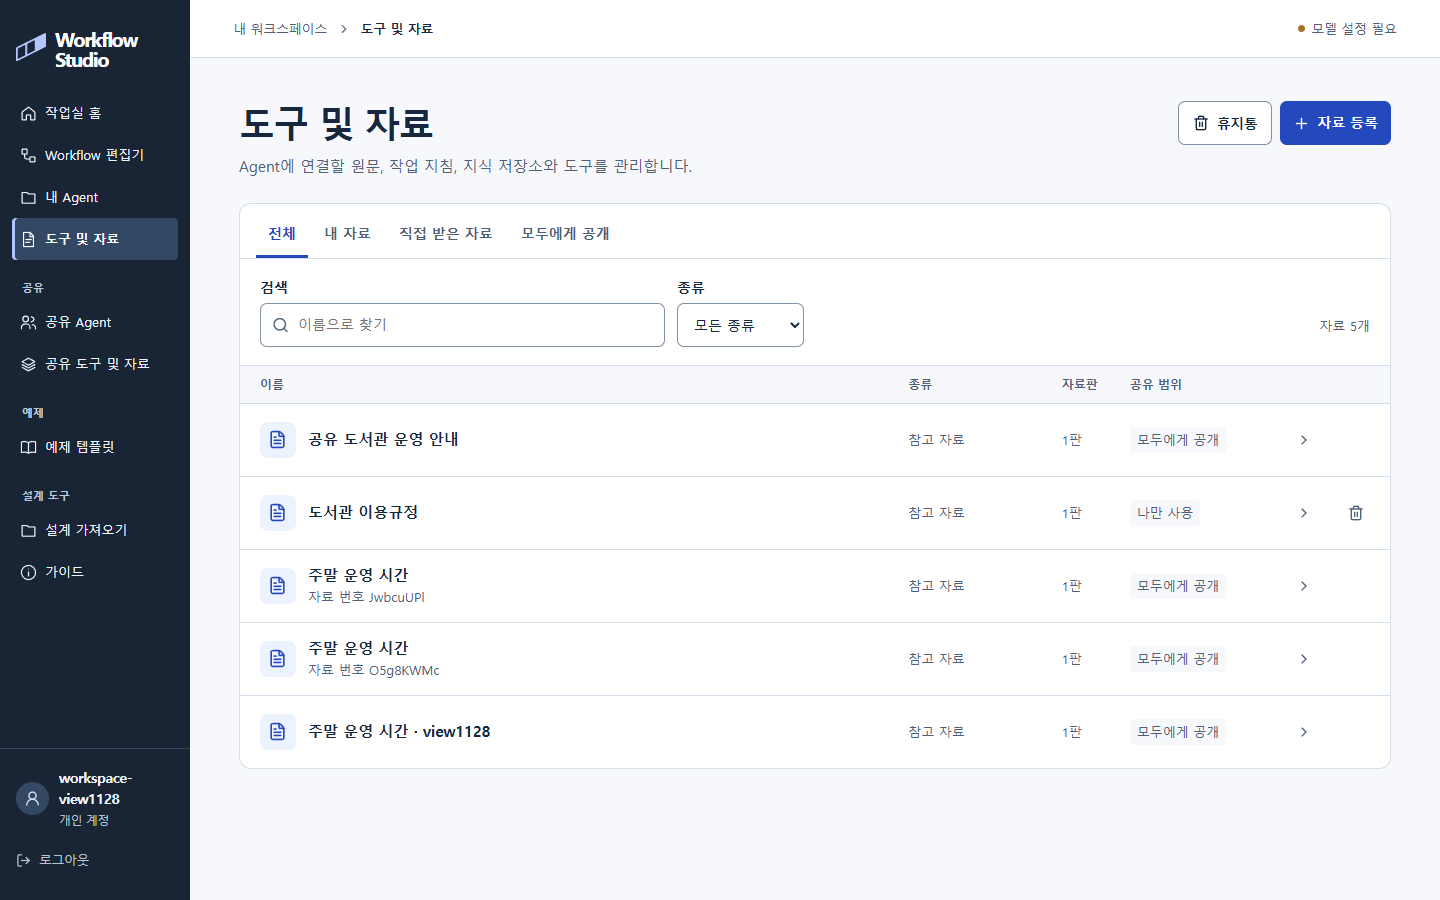 Workflow
Studio
작업실 홈
Workflow 편집기
내 Agent
도구 및 자료
공유
공유 Agent
공유 도구 및 자료
예제
예제 템플릿
설계 도구
설계 가져오기
가이드
workspace-
view1128
개인 계정
로그아웃
내 워크스페이스 > 도구 및 자료
모델 설정 필요
도구 및 자료
Agent에 연결할 원문, 작업 지침, 지식 저장소와 도구를 관리합니다.
휴지통
+ 자료 등록
전체 내 자료 직접 받은 자료 모두에게 공개
검색 종류
이름으로 찾기 모든 종류 자료 5개
이름 종류 자료판 공유 범위
공유 도서관 운영 안내 참고 자료 1판 모두에게 공개
도서관 이용규정 참고 자료 1판 나만 사용
주말 운영 시간
자료 번호 JwbcuUPl
참고 자료 1판 모두에게 공개
주말 운영 시간
자료 번호 O5g8KWMc
참고 자료 1판 모두에게 공개
주말 운영 시간 · view1128 참고 자료 1판 모두에게 공개